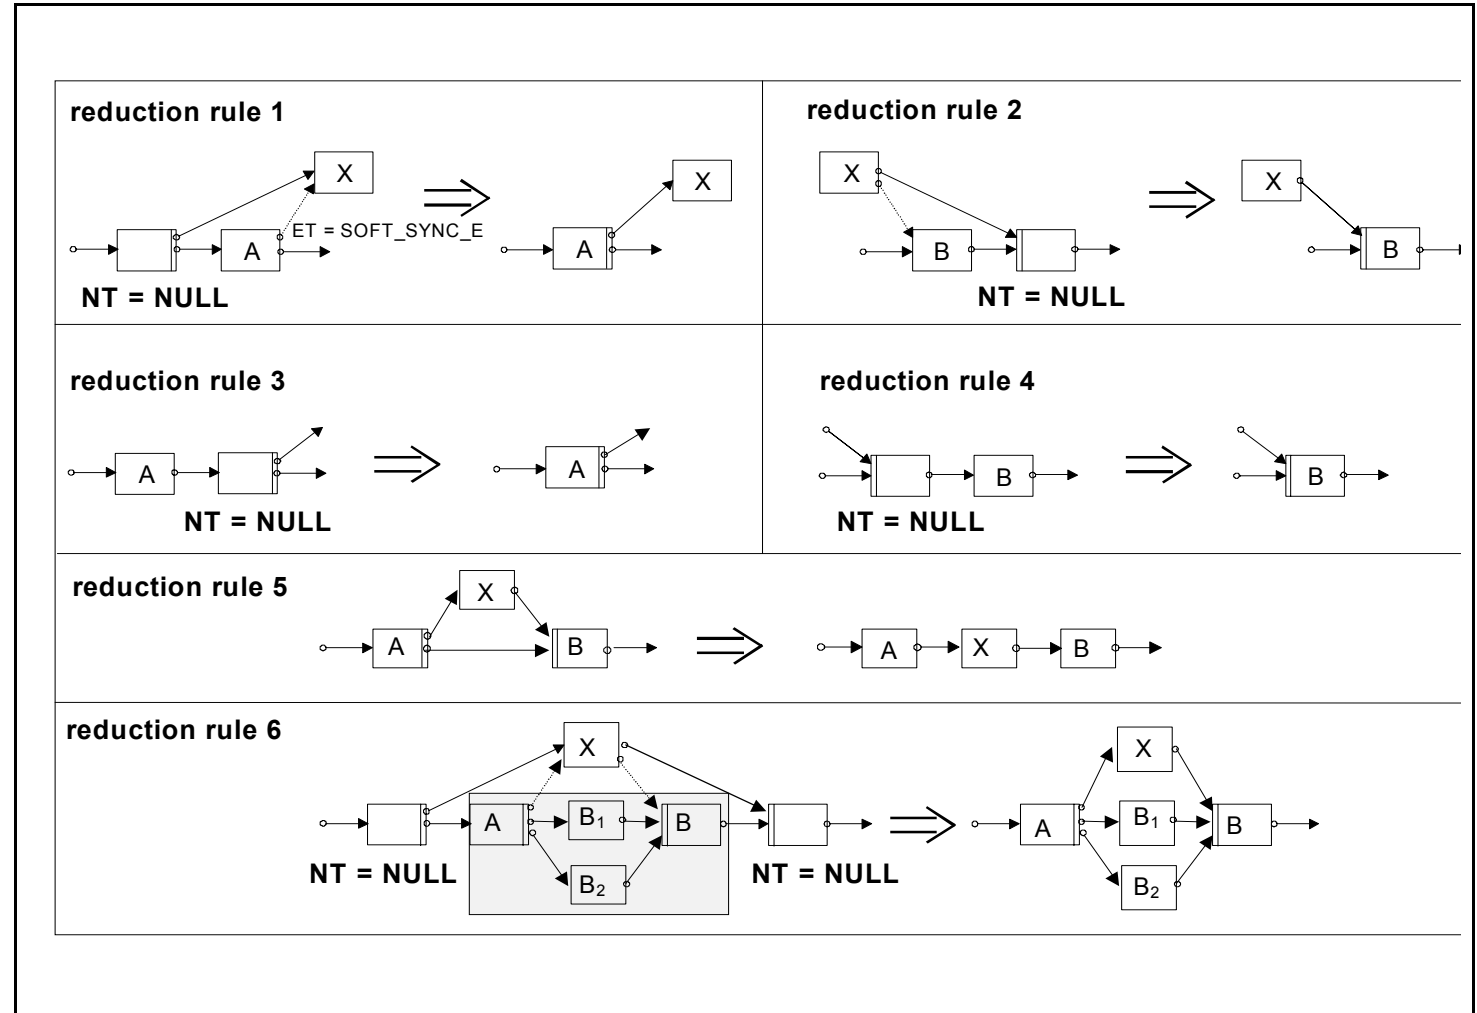 reduction rule 1
X
X
ET = SOFT_SYNC_E
A
A
NT = NULL
reduction rule 2
X
X
B
B
NT = NULL
reduction rule 3
A
A
NT = NULL
reduction rule 4
B
B
NT = NULL
reduction rule 5
X
A
B
A
X
B
reduction rule 6
X
X
A
B1
B
A
B1
B
B2
B2
NT = NULL
NT = NULL